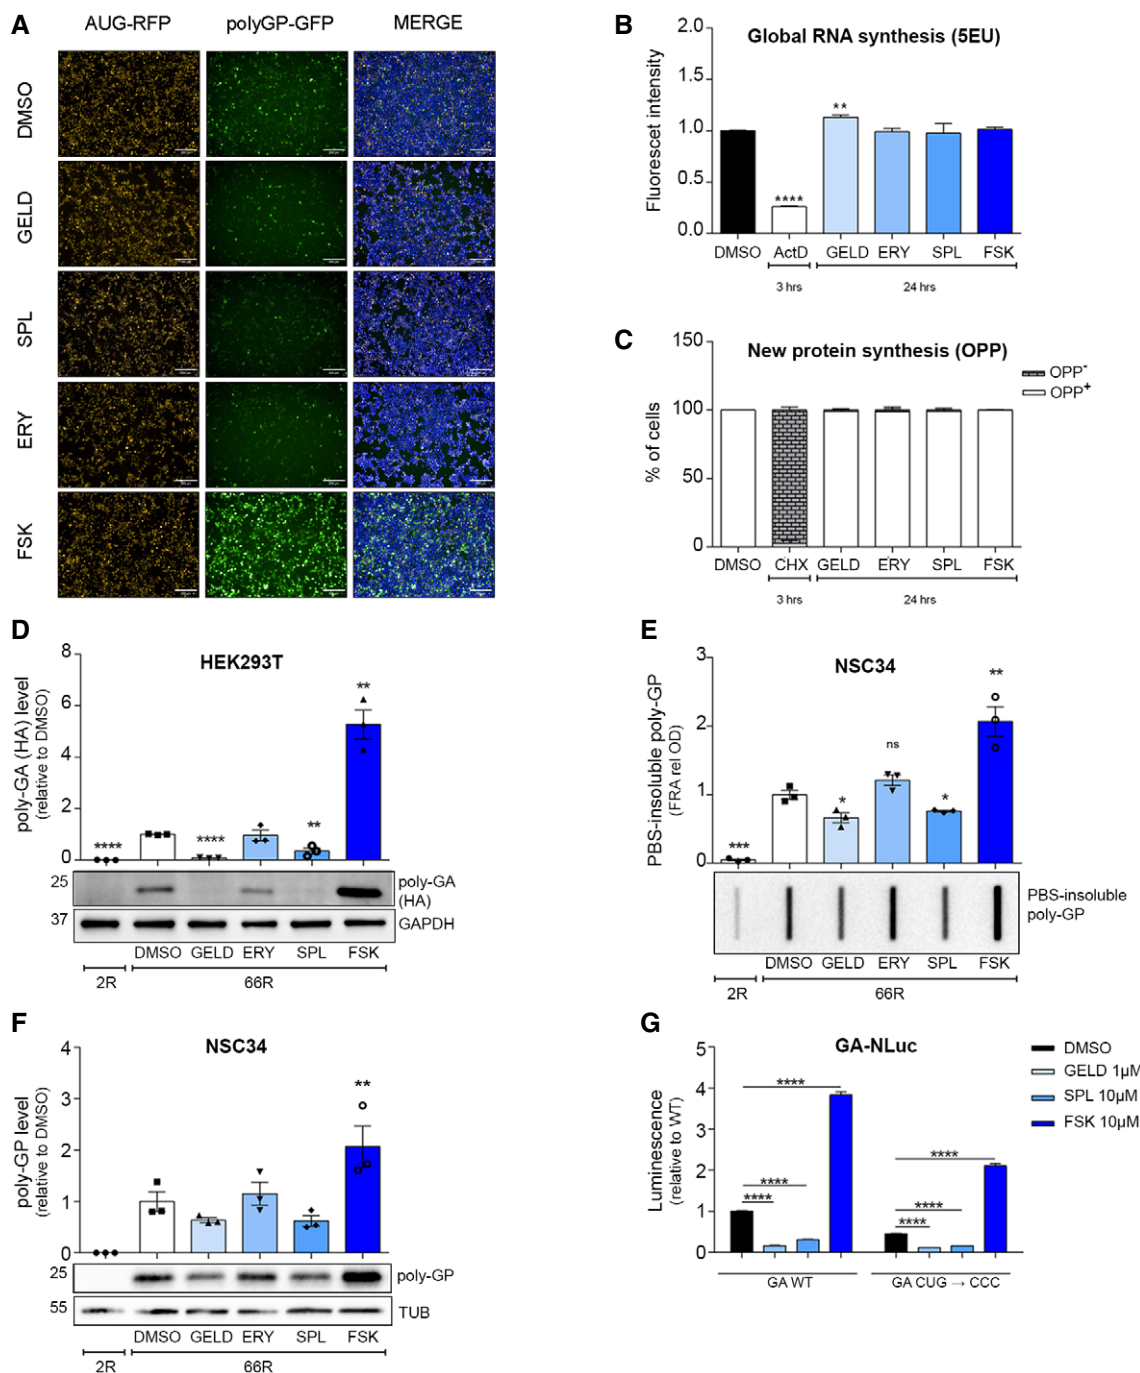 A
AUG-RFP
polyGP-GFP
MERGE
DMSO
GELD
SPL
ERY
FSK
B
Global RNA synthesis (5EU)
Fluorescet intensity
2.0
1.5
1.0
0.5
0.0
**
****
DMSO
ActD
GELD
ERY
SPL
FSK
3 hrs
24 hrs
C
New protein synthesis (OPP)
% of cells
150
100
50
0
OPP-
OPP+
DMSO
CHX
GELD
ERY
SPL
FSK
3 hrs
24 hrs
D
HEK293T
poly-GA (HA) level
(relative to DMSO)
8
6
4
2
0
****
****
**
**
25
poly-GA
(HA)
37
GAPDH
DMSO
GELD
ERY
SPL
FSK
2R
66R
E
NSC34
PBS-insoluble poly-GP
(FRA rel OD)
3
2
1
0
***
*
ns
*
**
PBS-insoluble
poly-GP
DMSO
GELD
ERY
SPL
FSK
2R
66R
F
NSC34
poly-GP level
(relative to DMSO)
4
3
2
1
0
**
25
poly-GP
55
TUB
DMSO
GELD
ERY
SPL
FSK
2R
66R
G
GA-NLuc
Luminescence
(relative to WT)
5
4
3
2
1
0
****
****
****
****
****
****
DMSO
GELD 1µM
SPL 10µM
FSK 10µM
GA WT
GA CUG → CCC